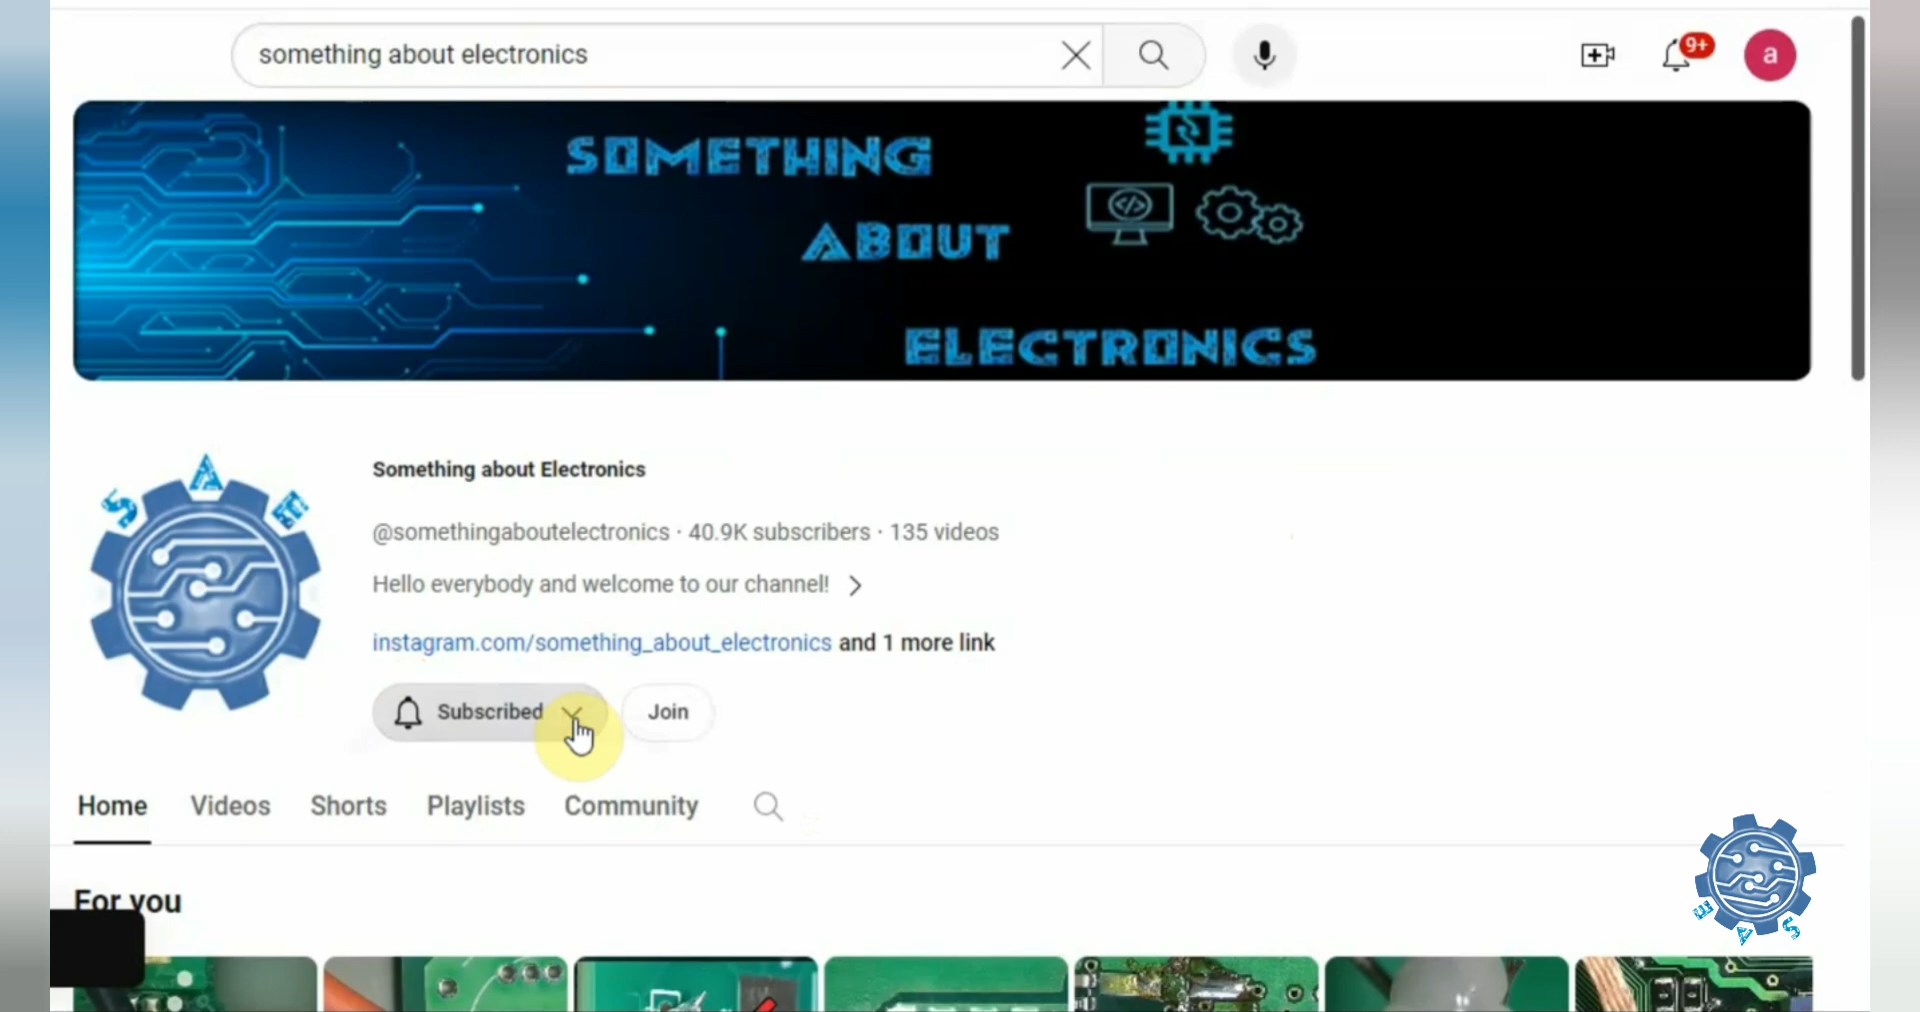 something about electronics
9+
a
SOMETHING
ABOUT
ELECTRONICS
S A E
Something about Electronics
@somethingaboutelectronics · 40.9K subscribers · 135 videos
Hello everybody and welcome to our channel!
instagram.com/something_about_electronics and 1 more link
Subscribed
Join
Home
Videos
Shorts
Playlists
Community
For you
E A S